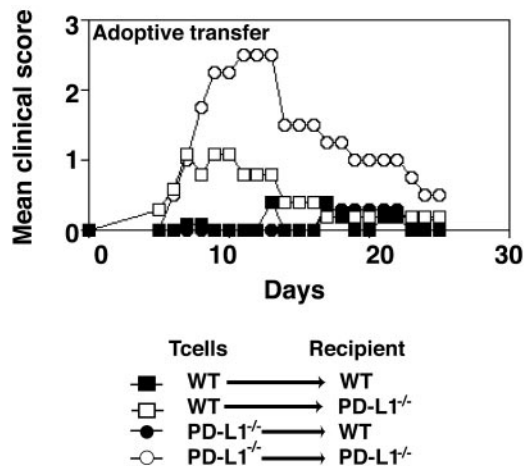 Adoptive transfer
Mean clinical score
3
2
1
0
0 10 20 30
Days
Tcells Recipient
WT WT
WT PD-L1-/-
PD-L1-/- WT
PD-L1-/- PD-L1-/-